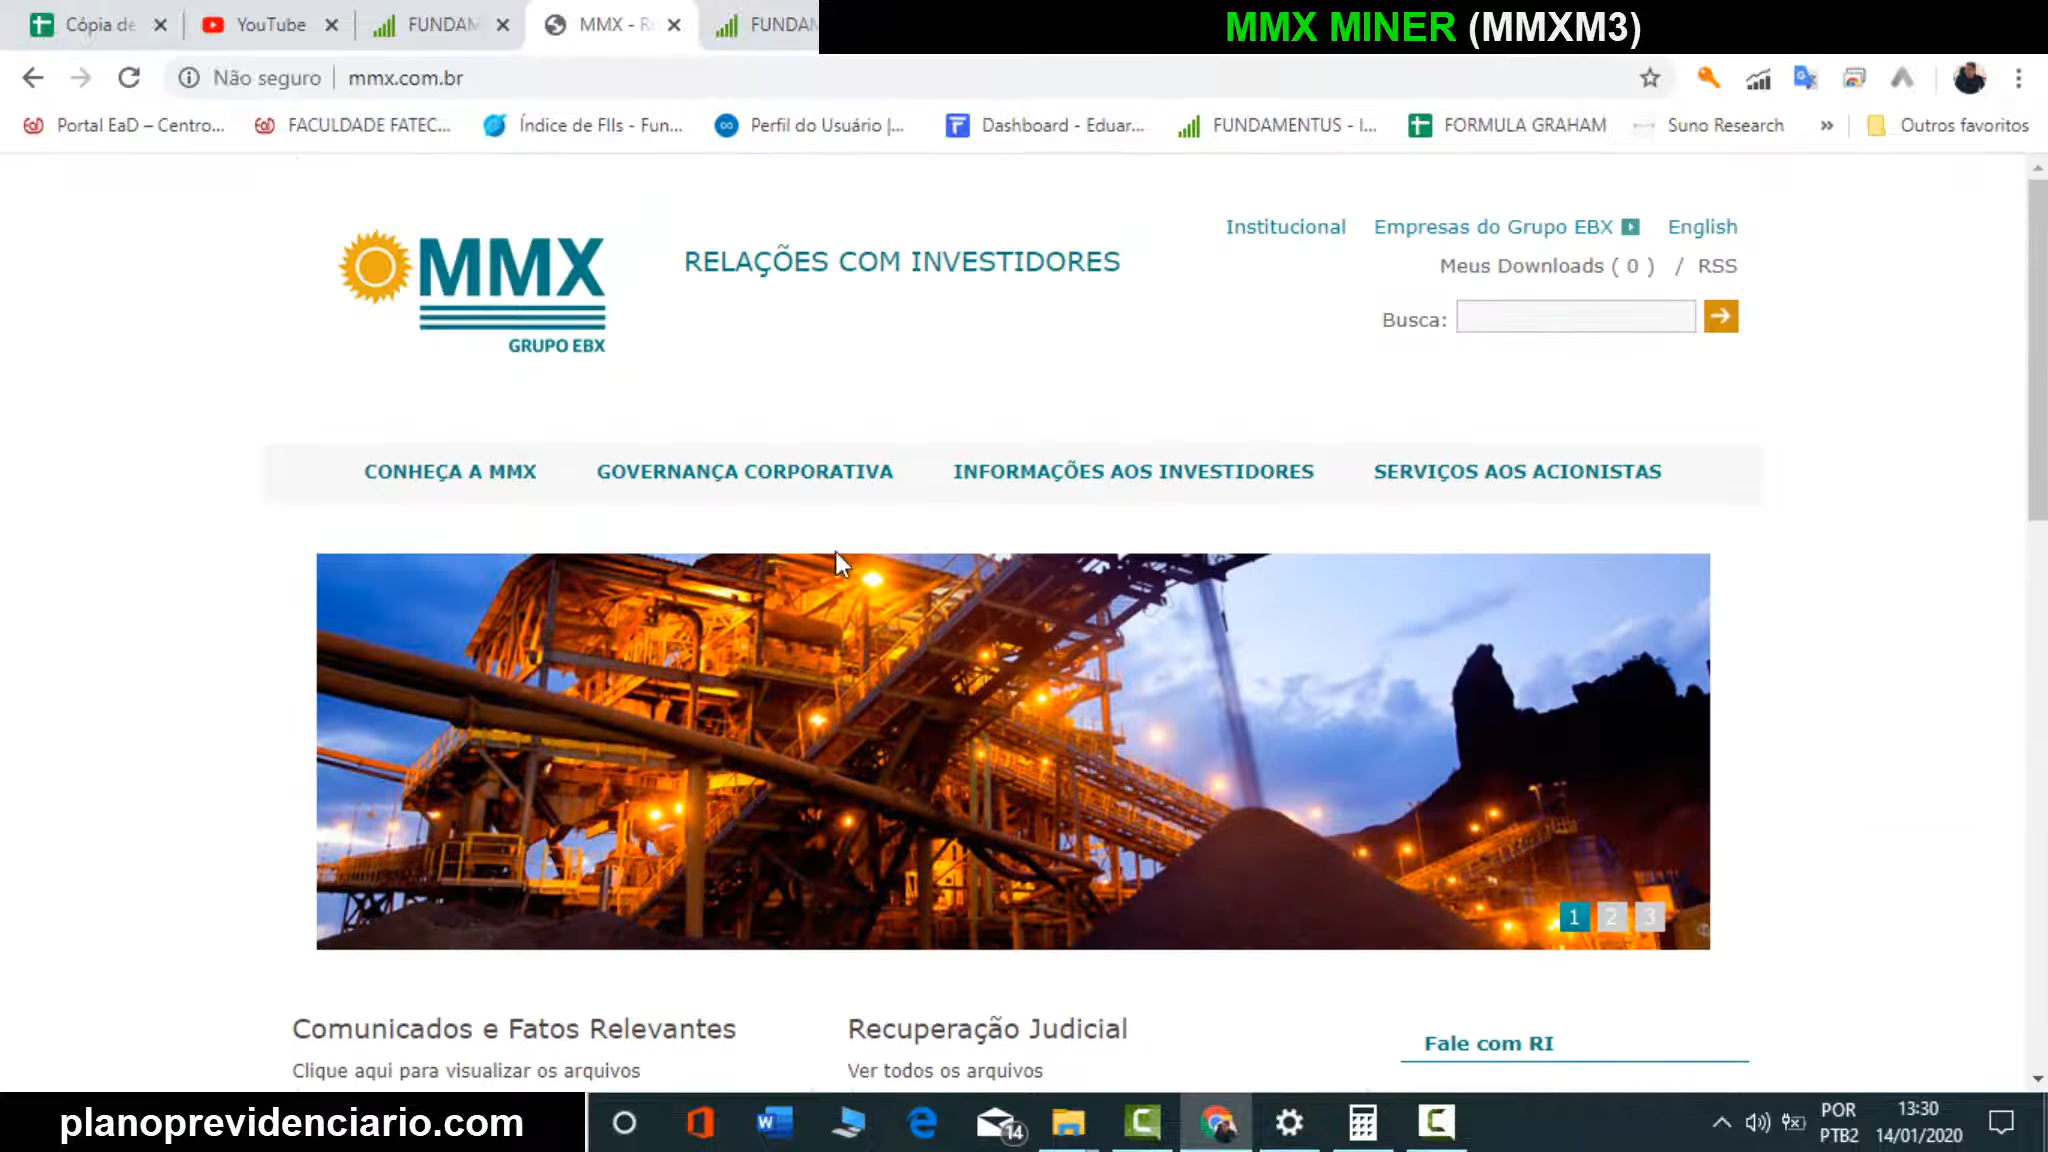 Cópia de
YouTube
FUNDAM
MMX - R
FUNDAM
MMX MINER (MMXM3)
Não seguro
mmx.com.br
Portal EaD – Centro...
FACULDADE FATEC...
Índice de FIIs - Fun...
Perfil do Usuário |...
Dashboard - Eduar...
FUNDAMENTUS - I...
FORMULA GRAHAM
Suno Research
»
Outros favoritos
MMX
GRUPO EBX
RELAÇÕES COM INVESTIDORES
Institucional
Empresas do Grupo EBX
English
Meus Downloads ( 0 ) / RSS
Busca:
CONHEÇA A MMX
GOVERNANÇA CORPORATIVA
INFORMAÇÕES AOS INVESTIDORES
SERVIÇOS AOS ACIONISTAS
1 2 3
Comunicados e Fatos Relevantes
Clique aqui para visualizar os arquivos
Recuperação Judicial
Ver todos os arquivos
Fale com RI
planoprevidenciario.com
14
POR
PTB2
13:30
14/01/2020